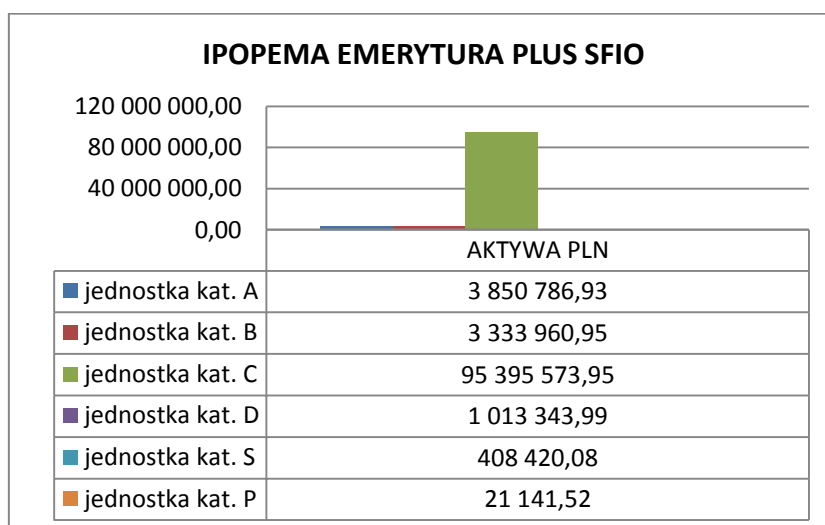 IPOPEMA EMERYTURA PLUS SFIO
120 000 000,00
80 000 000,00
40 000 000,00
0,00
AKTYWA PLN
jednostka kat. A 3 850 786,93
jednostka kat. B 3 333 960,95
jednostka kat. C 95 395 573,95
jednostka kat. D 1 013 343,99
jednostka kat. S 408 420,08
jednostka kat. P 21 141,52